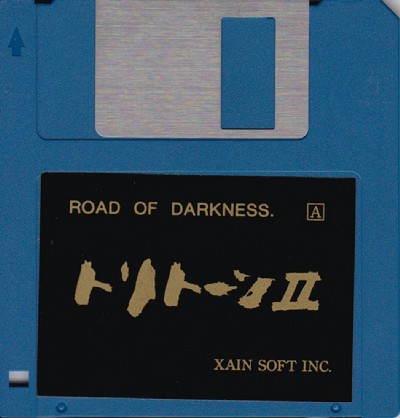 ROAD OF DARKNESS. A
トリトーンII
XAIN SOFT INC.